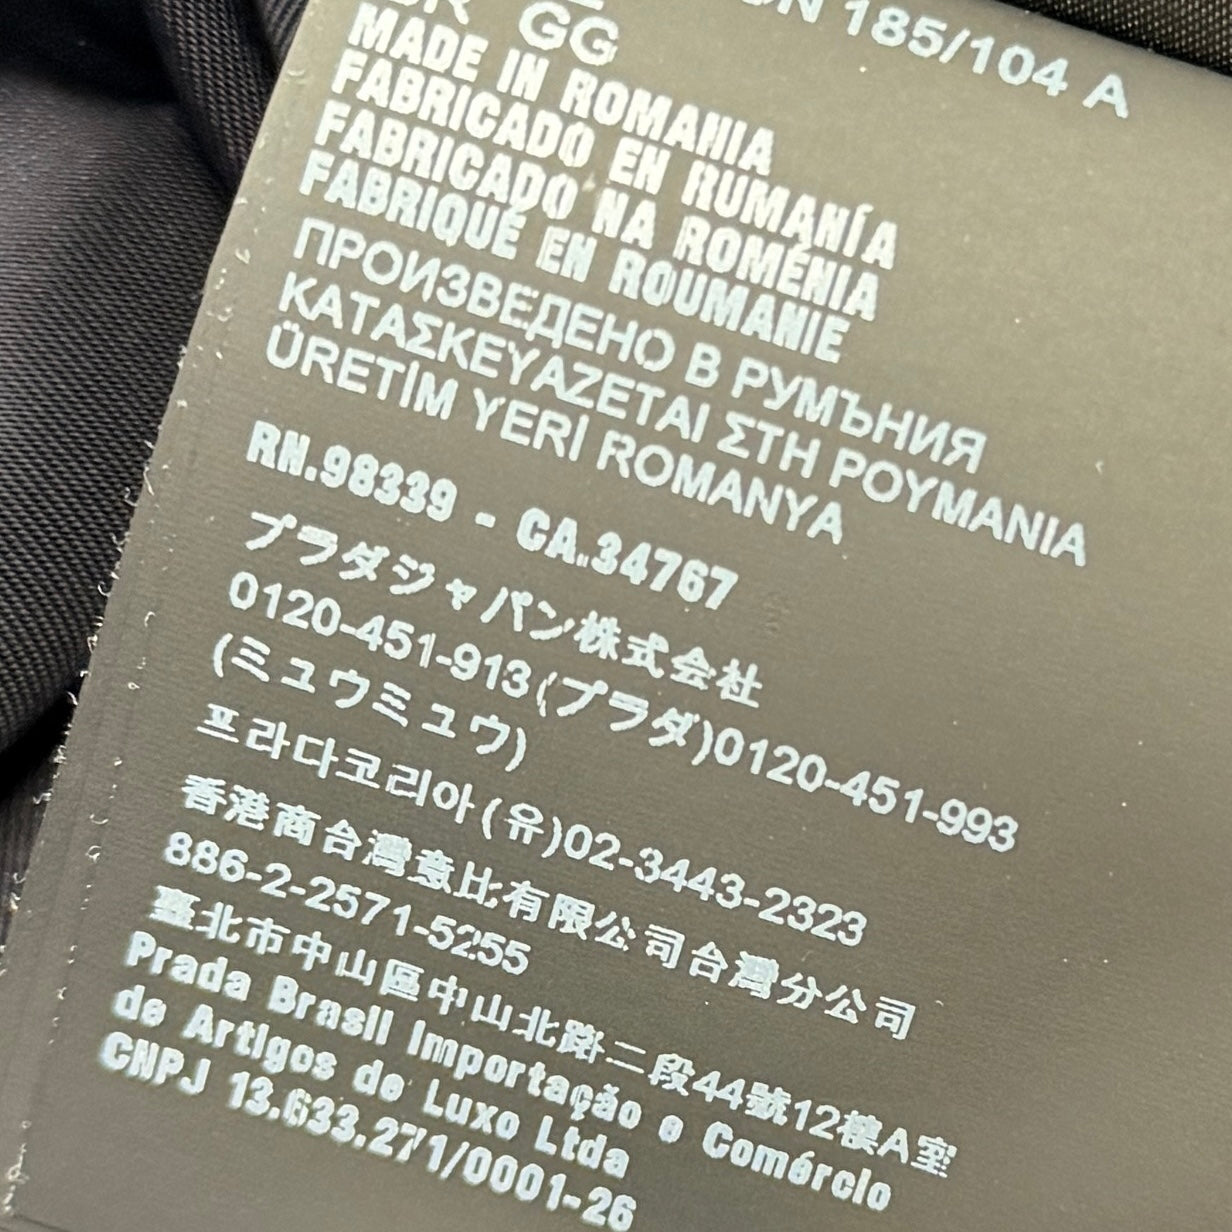 GG
185/104 A
MADE IN ROMANIA
FABRICADO EN RUMANÍA
FABRICADO NA ROMÉNIA
FABRIQUÉ EN ROUMANIE
ПРОИЗВЕДЕНО В РУМЪНИЯ
ΚΑΤΑΣΚΕΥΑΖΕΤΑΙ ΣΤΗ ΡΟΥΜΑΝΙΑ
ÜRETİM YERİ ROMANYA
RN.98339 - CA.34767
プラダジャパン株式会社
0120-451-913(プラダ)0120-451-993
(ミュウミュウ)
프라다코리아(유)02-3443-2323
香港商台灣意比有限公司台灣分公司
886-2-2571-5255
臺北市中山區中山北路二段44號12樓A室
Prada Brasil Importação e Comércio
de Artigos de Luxo Ltda
CNPJ 13.633.271/0001-26